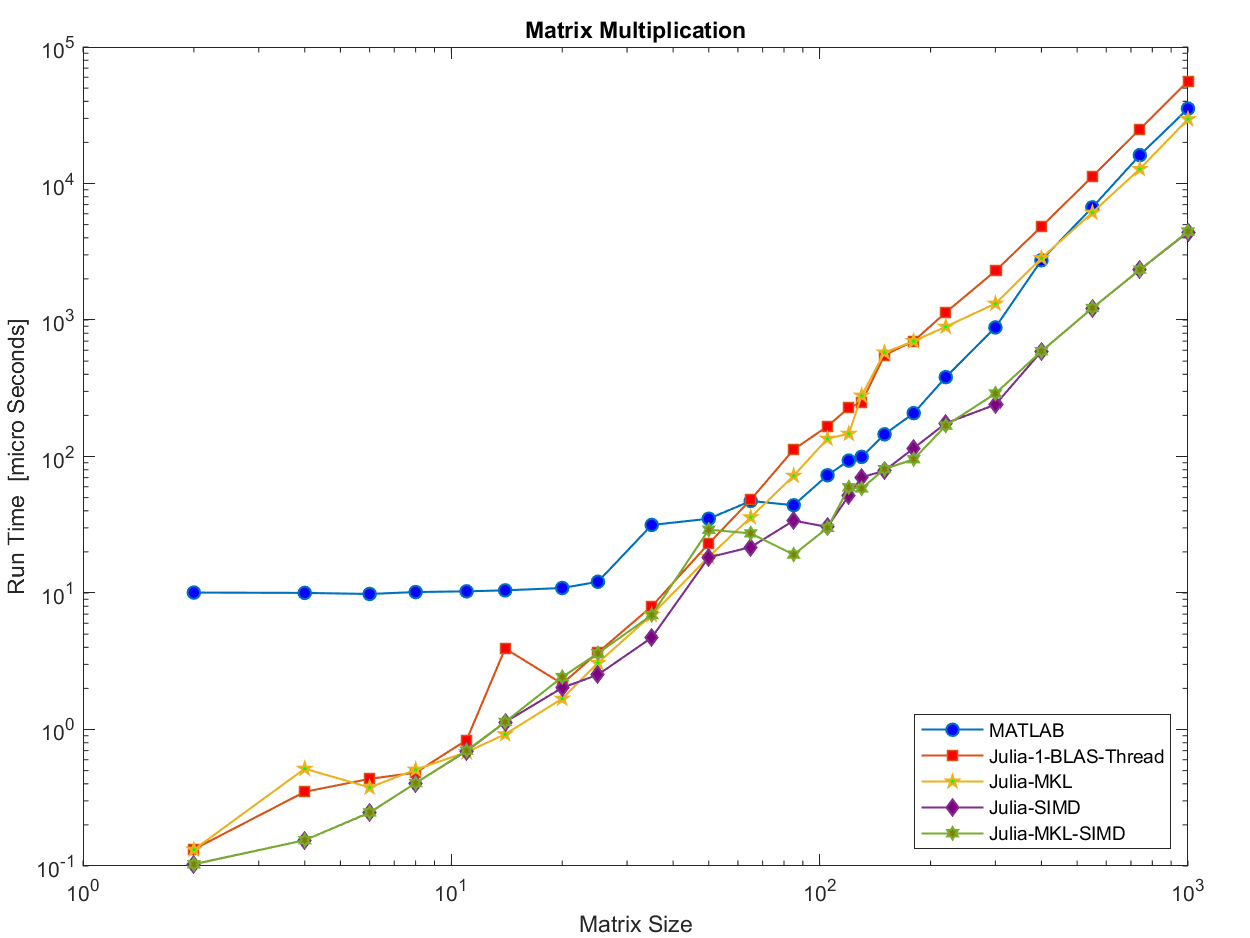 Matrix Multiplication
10^5
10^4
10^3
10^2
10^1
10^0
10^-1
Run Time [micro Seconds]
10^0 10^1 10^2 10^3
Matrix Size
MATLAB
Julia-1-BLAS-Thread
Julia-MKL
Julia-SIMD
Julia-MKL-SIMD